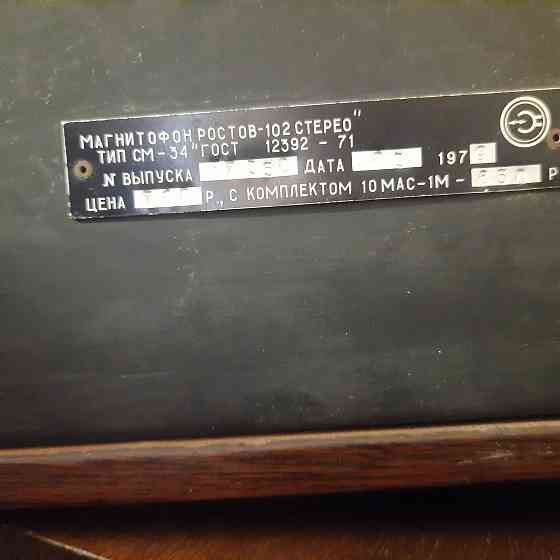 МАГНИТОФОН РОСТОВ-102 СТЕРЕО"
ТИП СМ-34 "ГОСТ 12392 - 71
№ ВЫПУСКА ДАТА 197
ЦЕНА Р., С КОМПЛЕКТОМ 10 МАС-1М - Р